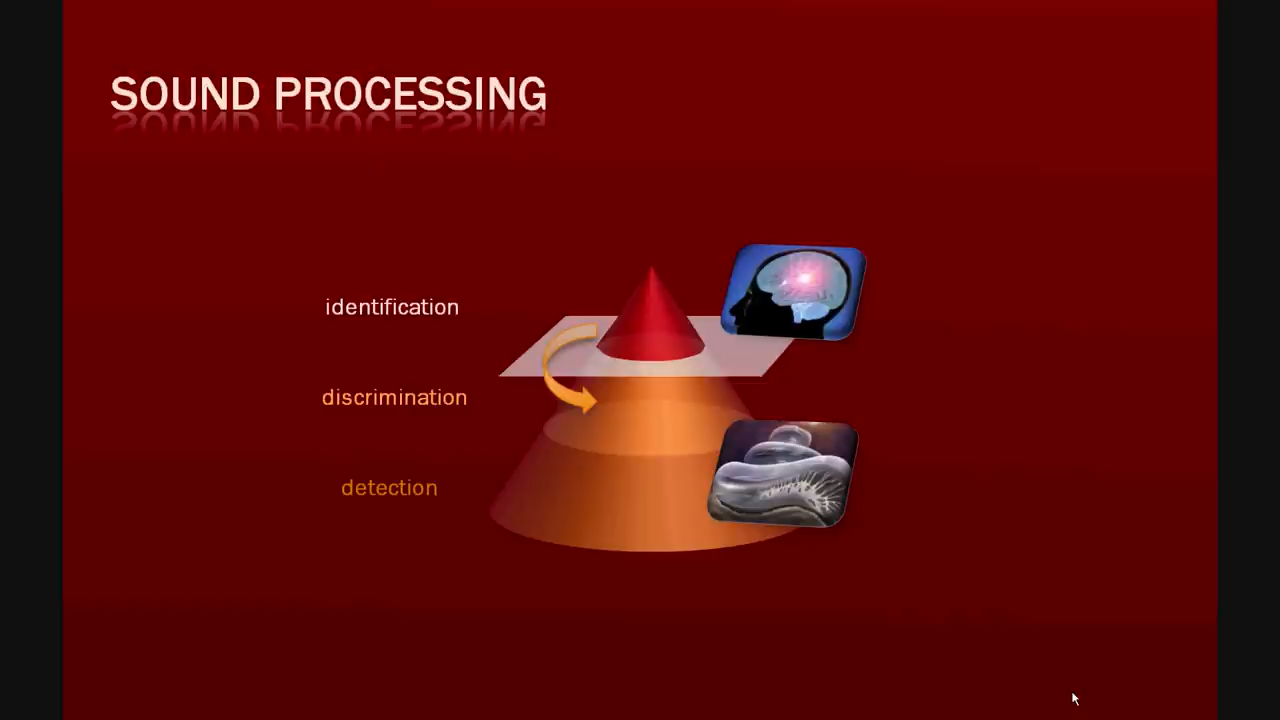 SOUND PROCESSING
identification
discrimination
detection